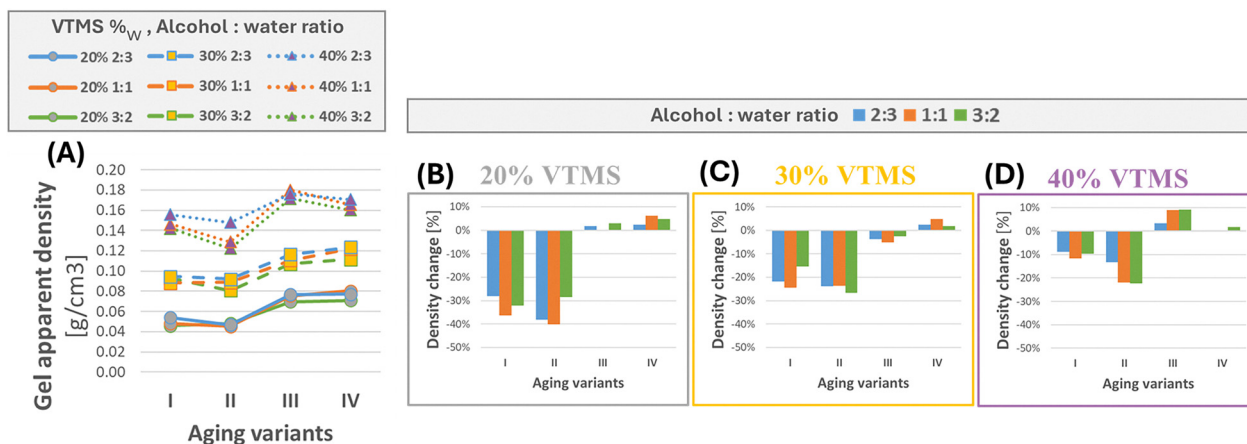 VTMS %W , Alcohol : water ratio
20% 2:3 30% 2:3 40% 2:3
20% 1:1 30% 1:1 40% 1:1
20% 3:2 30% 3:2 40% 3:2
(A)
Gel apparent density
[g/cm3]
0.20
0.18
0.16
0.14
0.12
0.10
0.08
0.06
0.04
0.02
0.00
I II III IV
Aging variants
Alcohol : water ratio 2:3 1:1 3:2
(B)
20% VTMS
Density change [%]
10%
0%
-10%
-20%
-30%
-40%
-50%
I II III IV
Aging variants
(C)
30% VTMS
Density change [%]
10%
0%
-10%
-20%
-30%
-40%
-50%
I II III IV
Aging variants
(D)
40% VTMS
Density change [%]
10%
0%
-10%
-20%
-30%
-40%
-50%
I II III IV
Aging variants